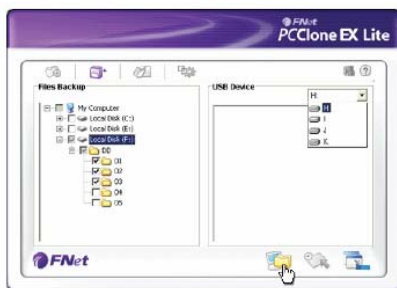 FNet
PCClone EX Lite
Files Backup
USB Device
H:
My Computer
Local Disk (C:)
Local Disk (E:)
Local Disk (F:)
00
01
02
03
04
05
H
I
J
K
FNet